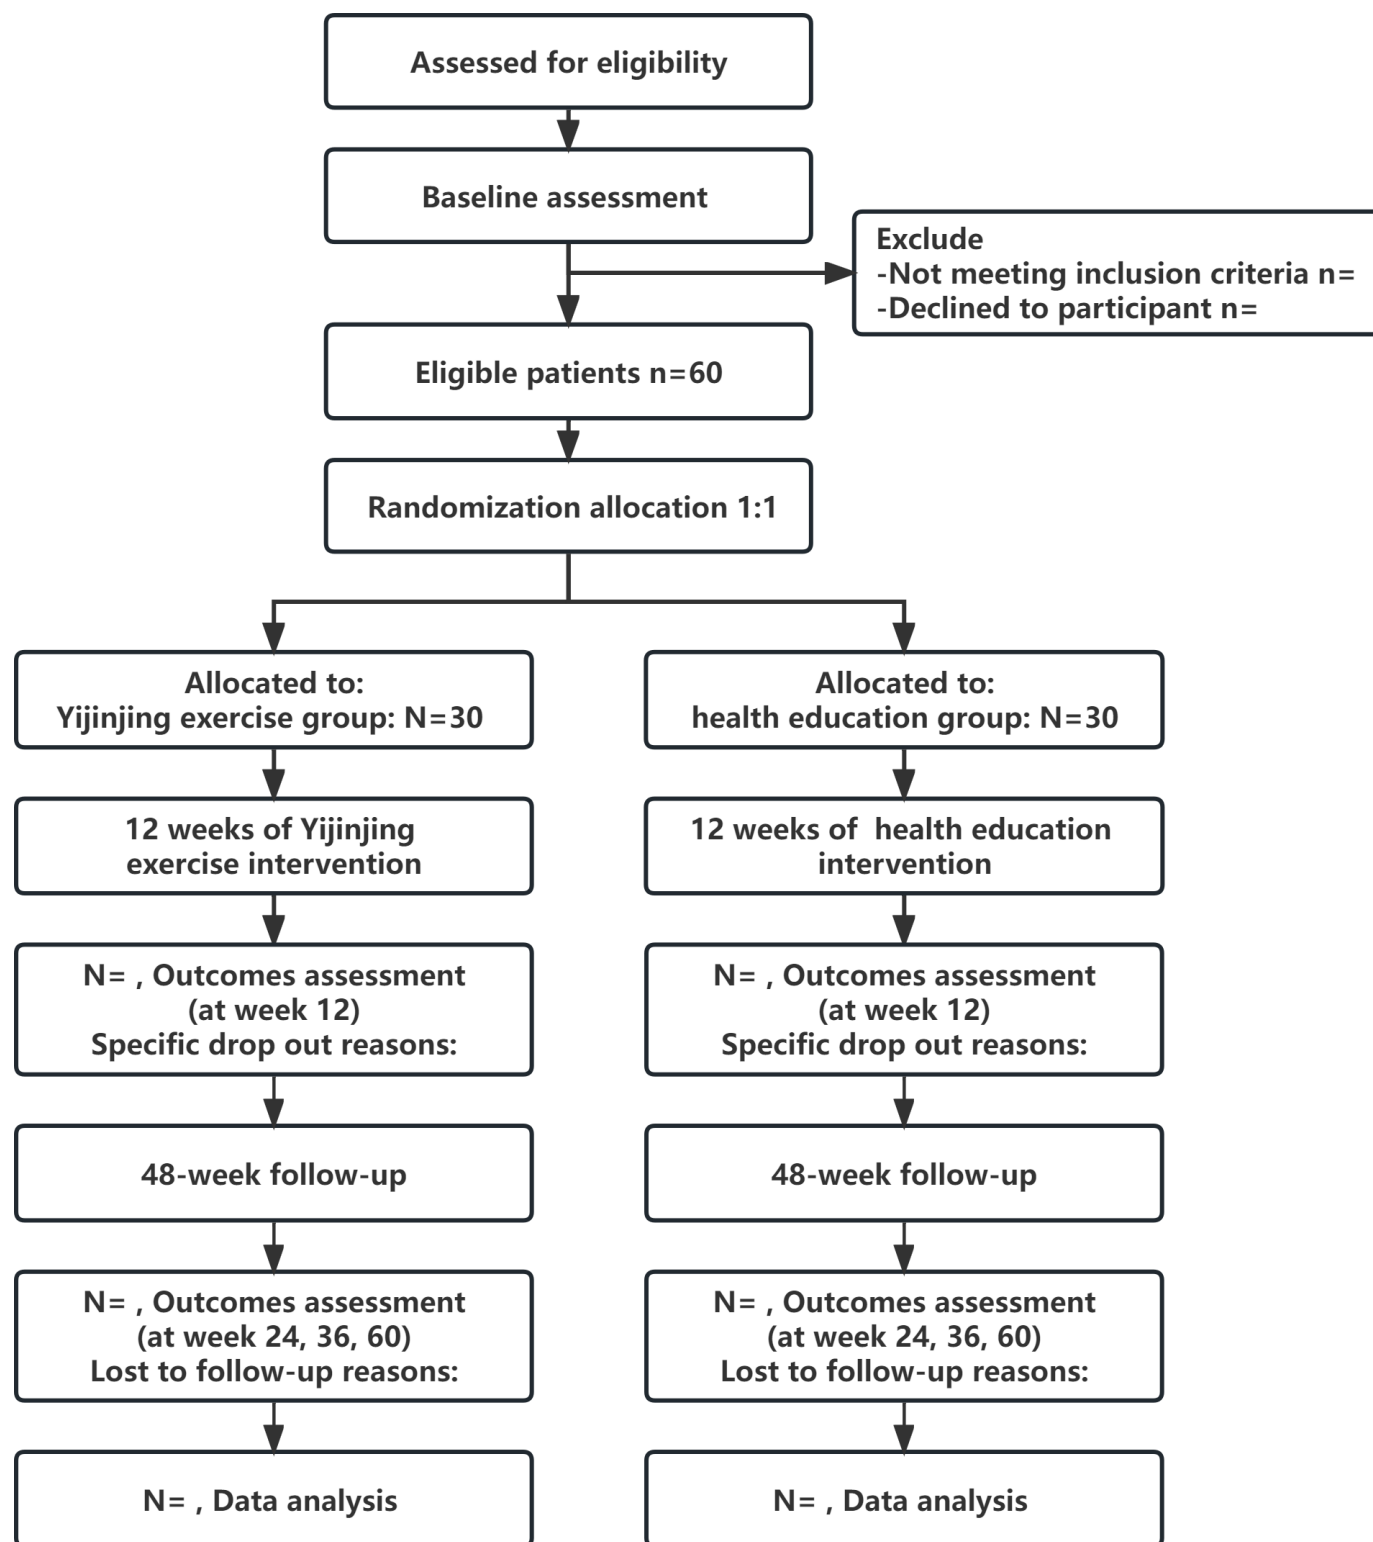 Assessed for eligibility
Baseline assessment
Exclude
-Not meeting inclusion criteria n=
-Declined to participant n=
Eligible patients n=60
Randomization allocation 1:1
Allocated to:
Yijinjing exercise group: N=30
Allocated to:
health education group: N=30
12 weeks of Yijinjing
exercise intervention
12 weeks of  health education
intervention
N= , Outcomes assessment
(at week 12)
Specific drop out reasons:
N= , Outcomes assessment
(at week 12)
Specific drop out reasons:
48-week follow-up
48-week follow-up
N= , Outcomes assessment
(at week 24, 36, 60)
Lost to follow-up reasons:
N= , Outcomes assessment
(at week 24, 36, 60)
Lost to follow-up reasons:
N= , Data analysis
N= , Data analysis